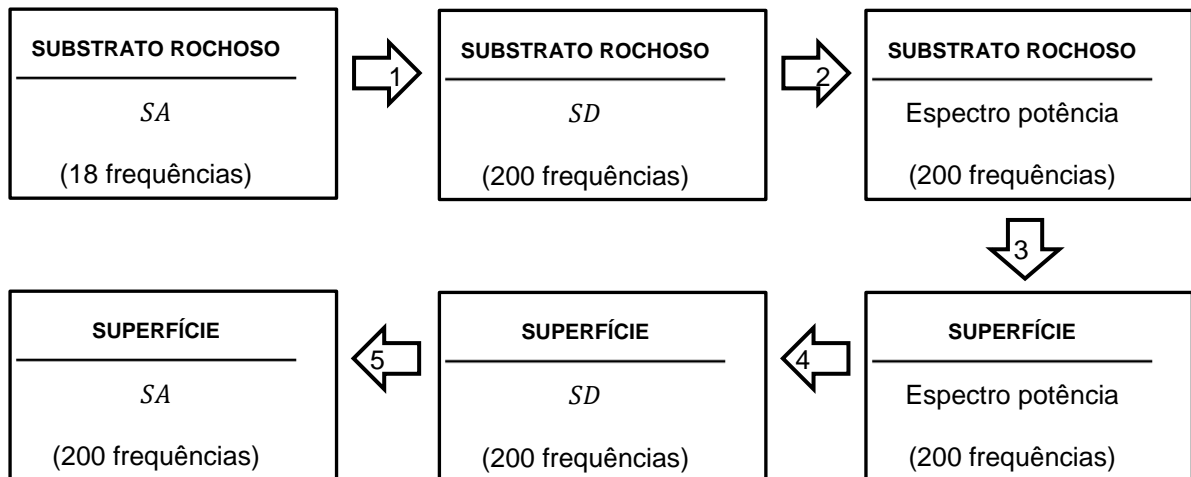 SUBSTRATO ROCHOSO
SA
(18 frequências)
1
SUBSTRATO ROCHOSO
SD
(200 frequências)
2
SUBSTRATO ROCHOSO
Espectro potência
(200 frequências)
3
SUPERFÍCIE
Espectro potência
(200 frequências)
4
SUPERFÍCIE
SD
(200 frequências)
5
SUPERFÍCIE
SA
(200 frequências)